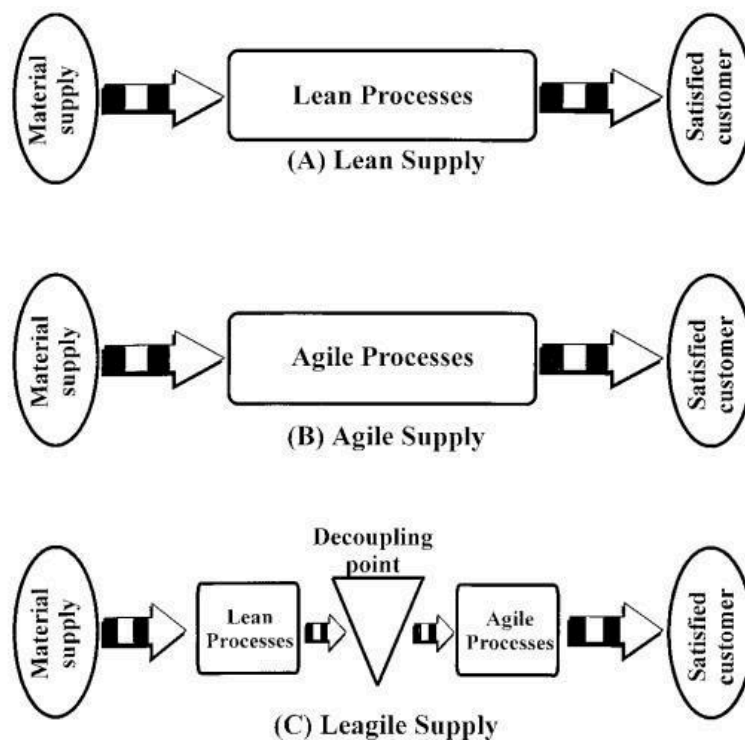 Material
supply
Lean Processes
Satisfied
customer
(A) Lean Supply
Material
supply
Agile Processes
Satisfied
customer
(B) Agile Supply
Decoupling
point
Material
supply
Lean
Processes
Agile
Processes
Satisfied
customer
(C) Leagile Supply